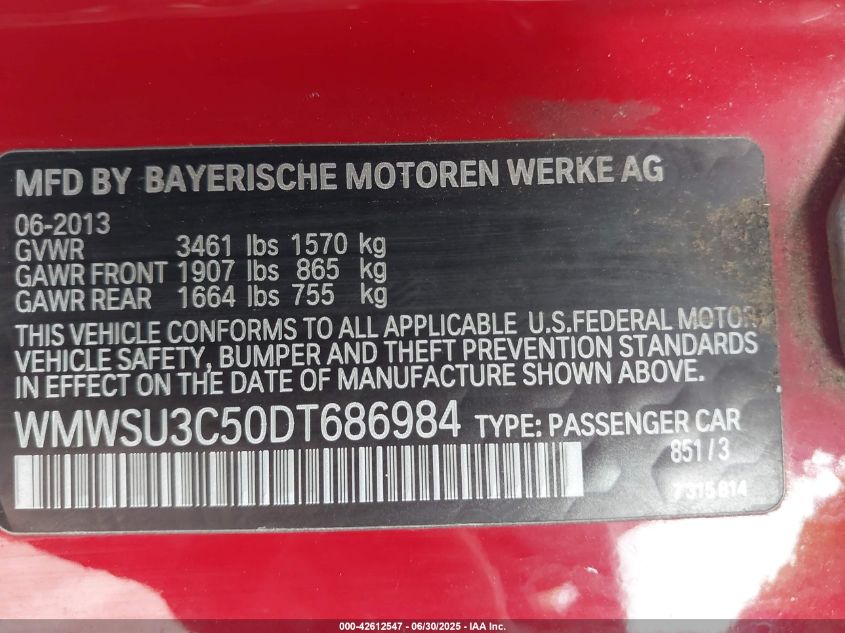 MFD BY BAYERISCHE MOTOREN WERKE AG
06-2013
GVWR 3461 lbs 1570 kg
GAWR FRONT 1907 lbs 865 kg
GAWR REAR 1664 lbs 755 kg
THIS VEHICLE CONFORMS TO ALL APPLICABLE U.S.FEDERAL MOTOR
VEHICLE SAFETY, BUMPER AND THEFT PREVENTION STANDARDS
IN EFFECT ON THE DATE OF MANUFACTURE SHOWN ABOVE.
WMWSU3C50DT686984 TYPE: PASSENGER CAR
851 / 3
7315814
000-42612547 - 06/30/2025 - IAA Inc.